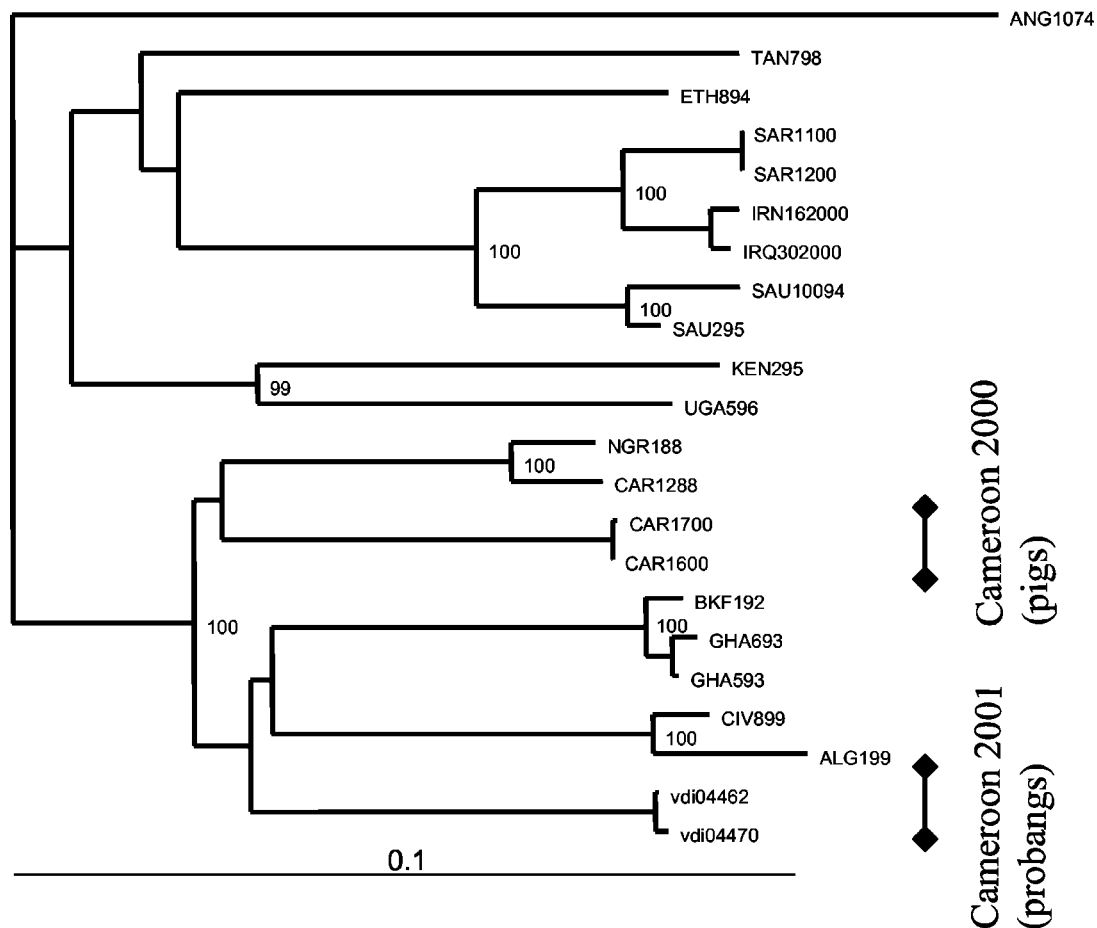 ANG1074
TAN798
ETH894
SAR1100
SAR1200
100
IRN162000
100
IRQ302000
SAU10094
100
SAU295
KEN295
99
UGA596
NGR188
100
CAR1288
CAR1700
CAR1600
Cameroon 2000
(pigs)
BKF192
100
100
GHA693
GHA593
CIV899
100
ALG199
vdi04462
vdi04470
Cameroon 2001
(probangs)
0.1